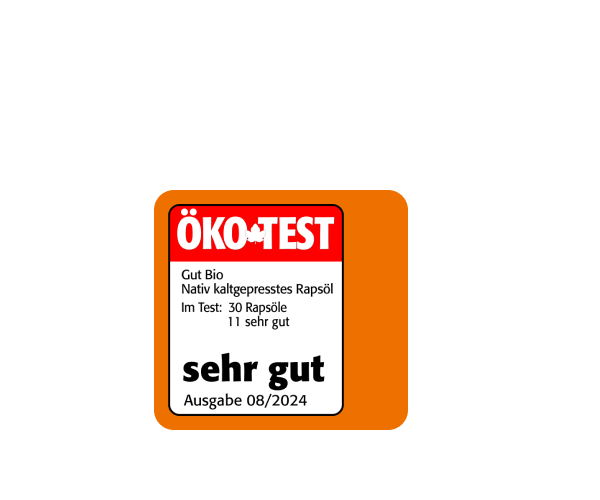 ÖKO TEST
Gut Bio
Nativ kaltgepresstes Rapsöl
Im Test: 30 Rapsöle
11 sehr gut
sehr gut
Ausgabe 08/2024